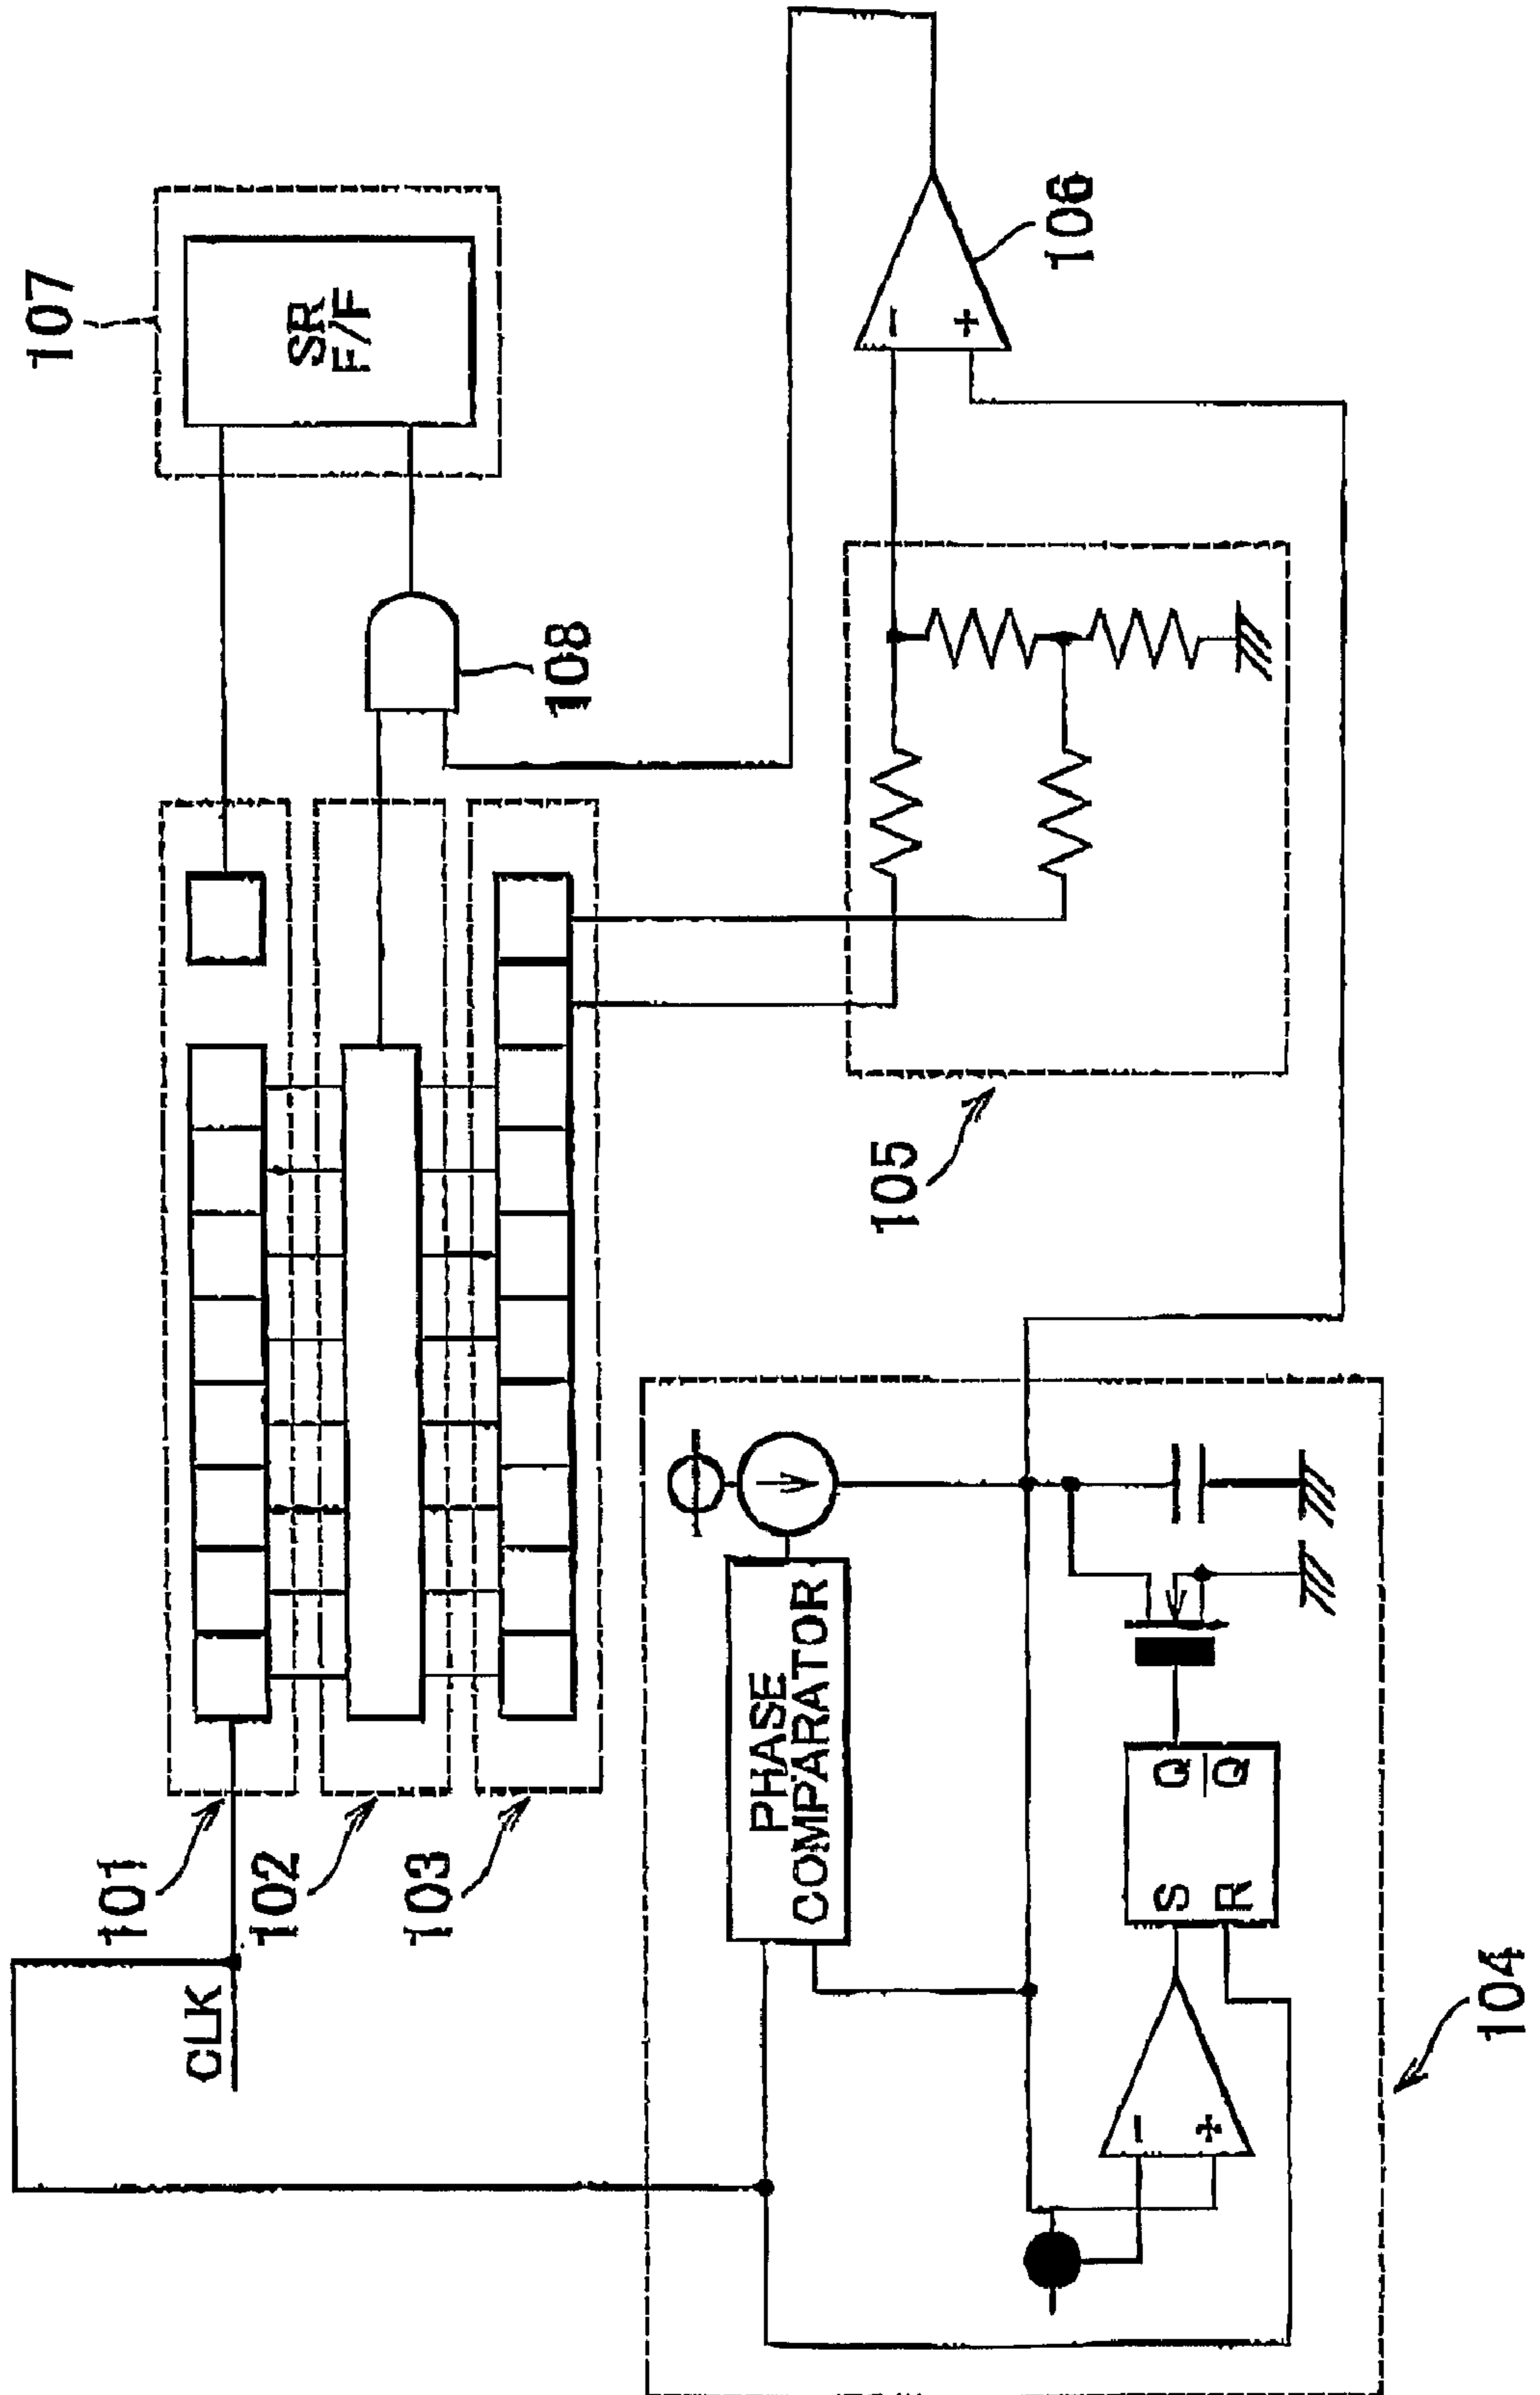 107
SR
F/F
108
106
101
102
103
CLK
105
PHASE
COMPARATOR
-
+
S
R
Q
Q̅
-
+
104